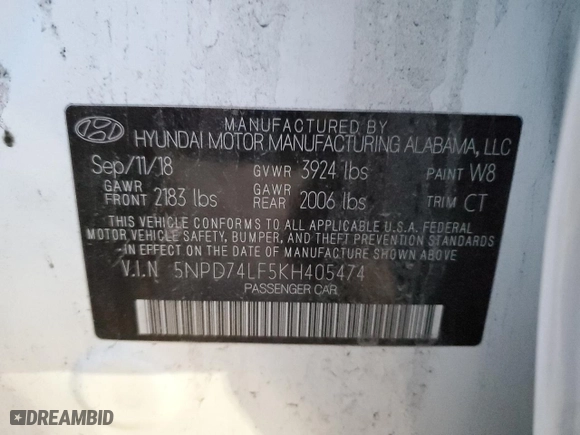 MANUFACTURED BY
HYUNDAI MOTOR MANUFACTURING ALABAMA, LLC
Sep/11/18 GVWR 3924 lbs PAINT W8
GAWR FRONT 2183 lbs GAWR REAR 2006 lbs TRIM CT
THIS VEHICLE CONFORMS TO ALL APPLICABLE U.S.A. FEDERAL
MOTOR VEHICLE SAFETY, BUMPER, AND THEFT PREVENTION
STANDARDS IN EFFECT ON THE DATE OF MANUFACTURE SHOWN ABOVE.
V.I.N 5NPD74LF5KH405474
PASSENGER CAR
DREAMBID